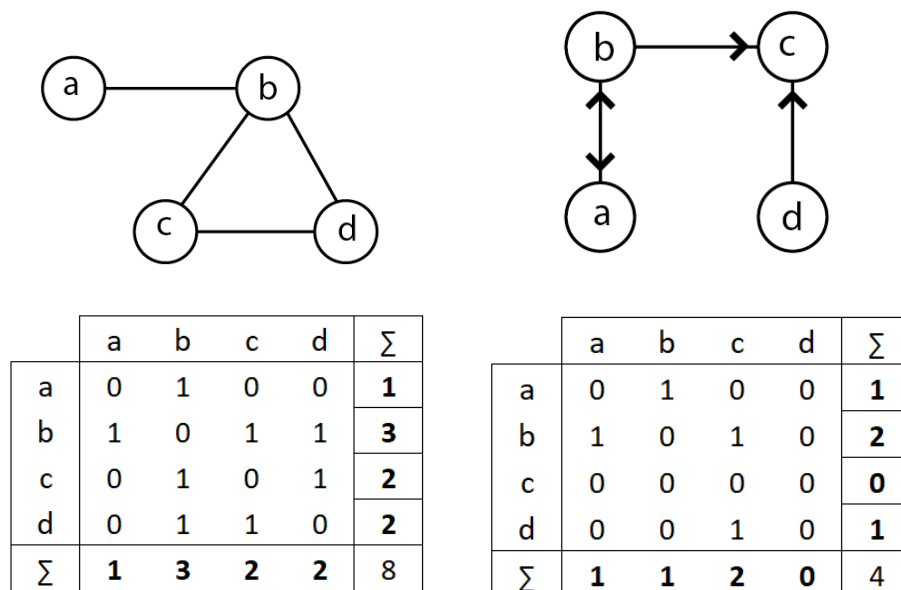 a b
c d
b c
a d
a b c d ∑
a 0 1 0 0 1
b 1 0 1 1 3
c 0 1 0 1 2
d 0 1 1 0 2
∑ 1 3 2 2 8
a b c d ∑
a 0 1 0 0 1
b 1 0 1 0 2
c 0 0 0 0 0
d 0 0 1 0 1
∑ 1 1 2 0 4